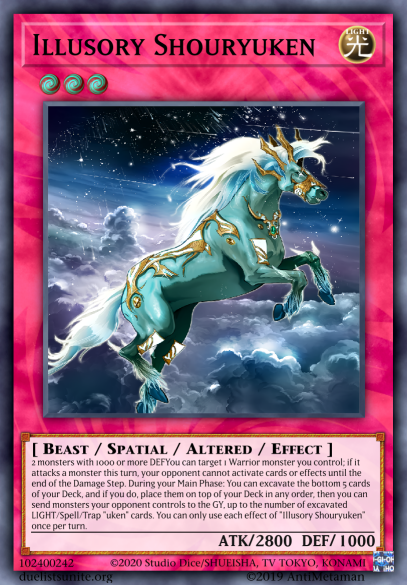 Illusory Shouryuken
LIGHT
光
[ Beast / Spatial / Altered / Effect ]
2 monsters with 1000 or more DEFYou can target 1 Warrior monster you control; if it
attacks a monster this turn, your opponent cannot activate cards or effects until the
end of the Damage Step. During your Main Phase: You can excavate the bottom 5 cards
of your Deck, and if you do, place them on top of your Deck in any order, then you can
send monsters your opponent controls to the GY, up to the number of excavated
LIGHT/Spell/Trap "uken" cards. You can only use each effect of "Illusory Shouryuken"
once per turn.
ATK/2800 DEF/1000
102400242 ©2020 Studio Dice/SHUEISHA, TV TOKYO, KONAMI
duelistsunite.org ©2019 AntiMetaman